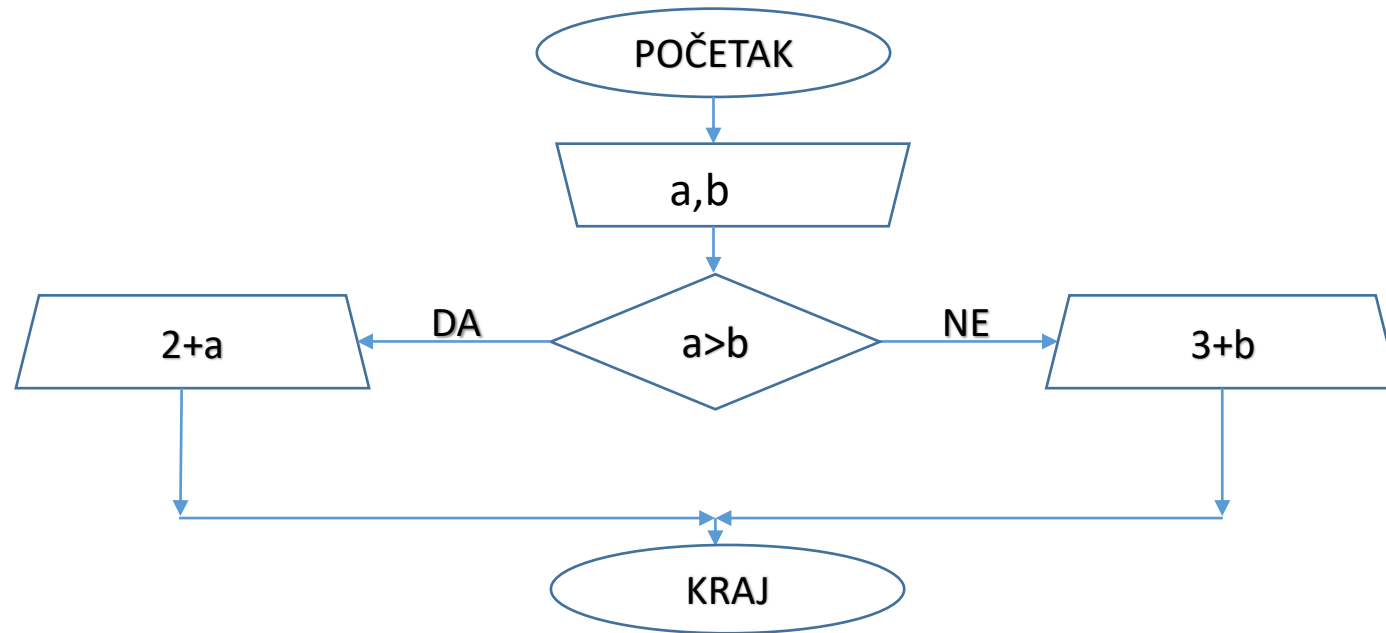 POČETAK
a,b
DA
NE
2+a
a>b
3+b
KRAJ